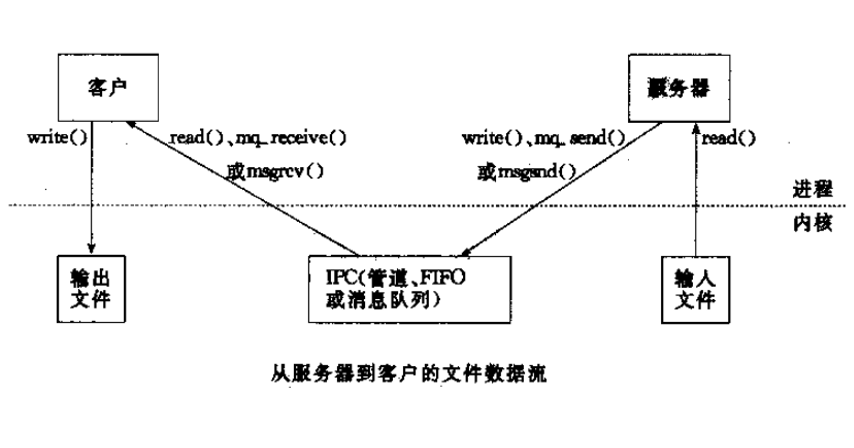 客户
服务器
write()
read()、mq_receive()
或msgrcv()
write()、mq_send()
或msgsnd()
read()
进程
内核
输出
文件
IPC(管道、FIFO
或消息队列)
输人
文件
从服务器到客户的文件数据流